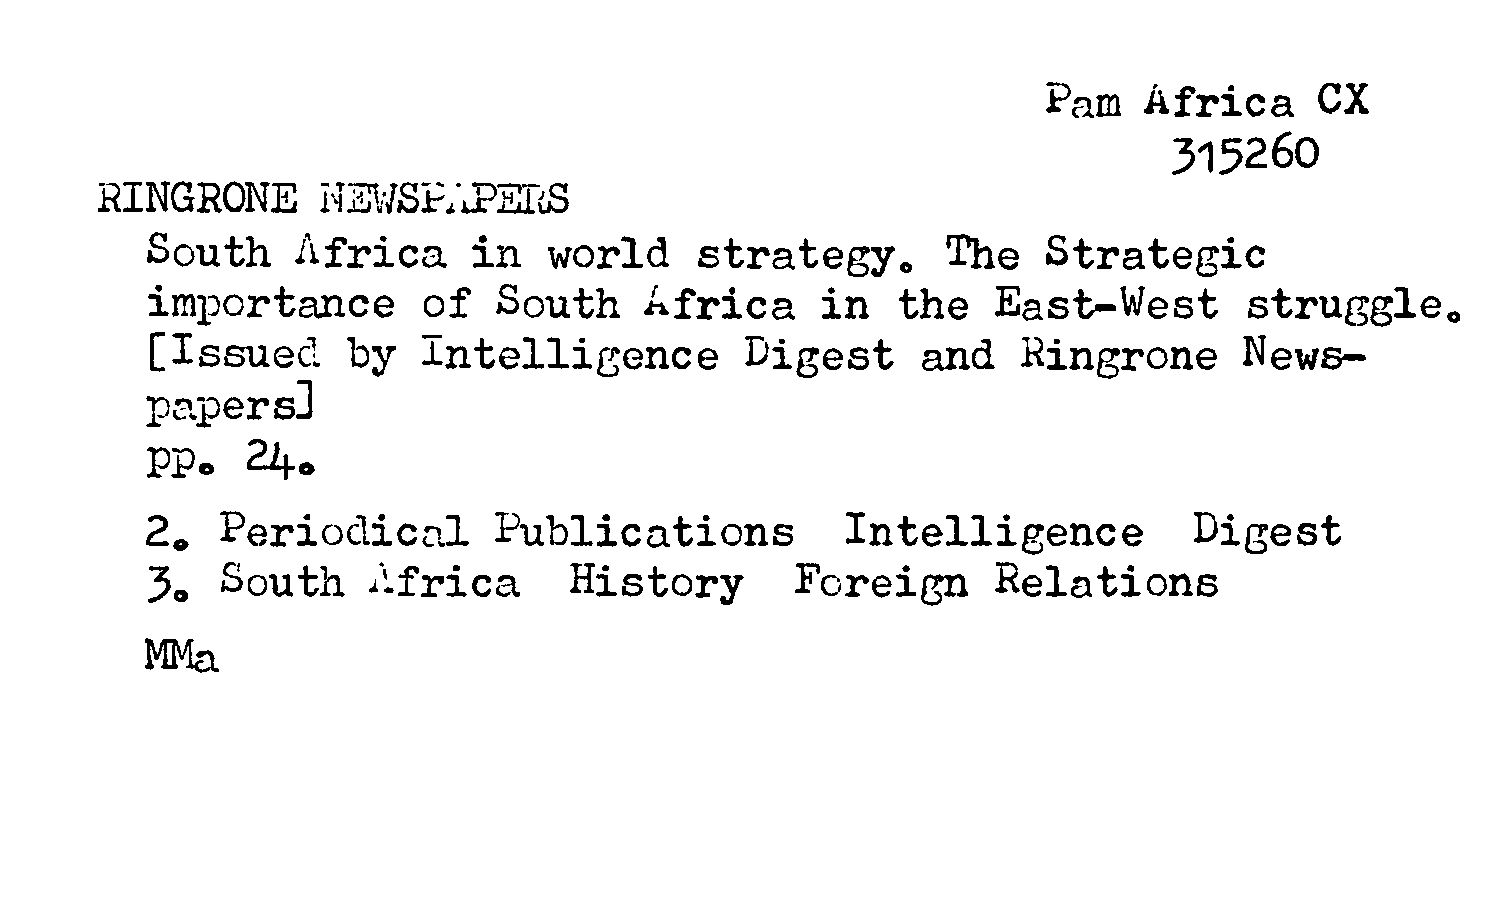 Pam Africa CX
315260
RINGRONE NEWSPAPERS
South Africa in world strategy. The Strategic
importance of South Africa in the East-West struggle.
[Issued by Intelligence Digest and Ringrone News-
papers]
pp. 24.
2. Periodical Publications Intelligence Digest
3. South Africa History Foreign Relations
MMa